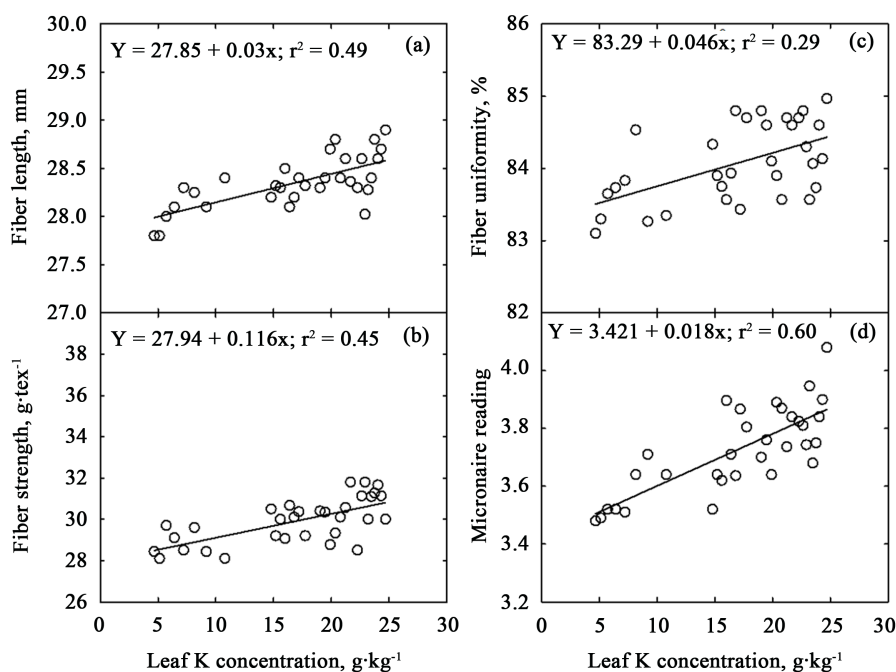 Y = 27.85 + 0.03x; r² = 0.49
(a)
30.0
29.5
29.0
28.5
28.0
27.5
27.0
Fiber length, mm
Y = 83.29 + 0.046x; r² = 0.29
(c)
86
85
84
83
82
Fiber uniformity, %
Y = 27.94 + 0.116x; r² = 0.45
(b)
38
36
34
32
30
28
26
Fiber strength, g·tex⁻¹
0 5 10 15 20 25 30
Leaf K concentration, g·kg⁻¹
Y = 3.421 + 0.018x; r² = 0.60
(d)
4.0
3.8
3.6
3.4
3.2
Micronaire reading
0 5 10 15 20 25 30
Leaf K concentration, g·kg⁻¹